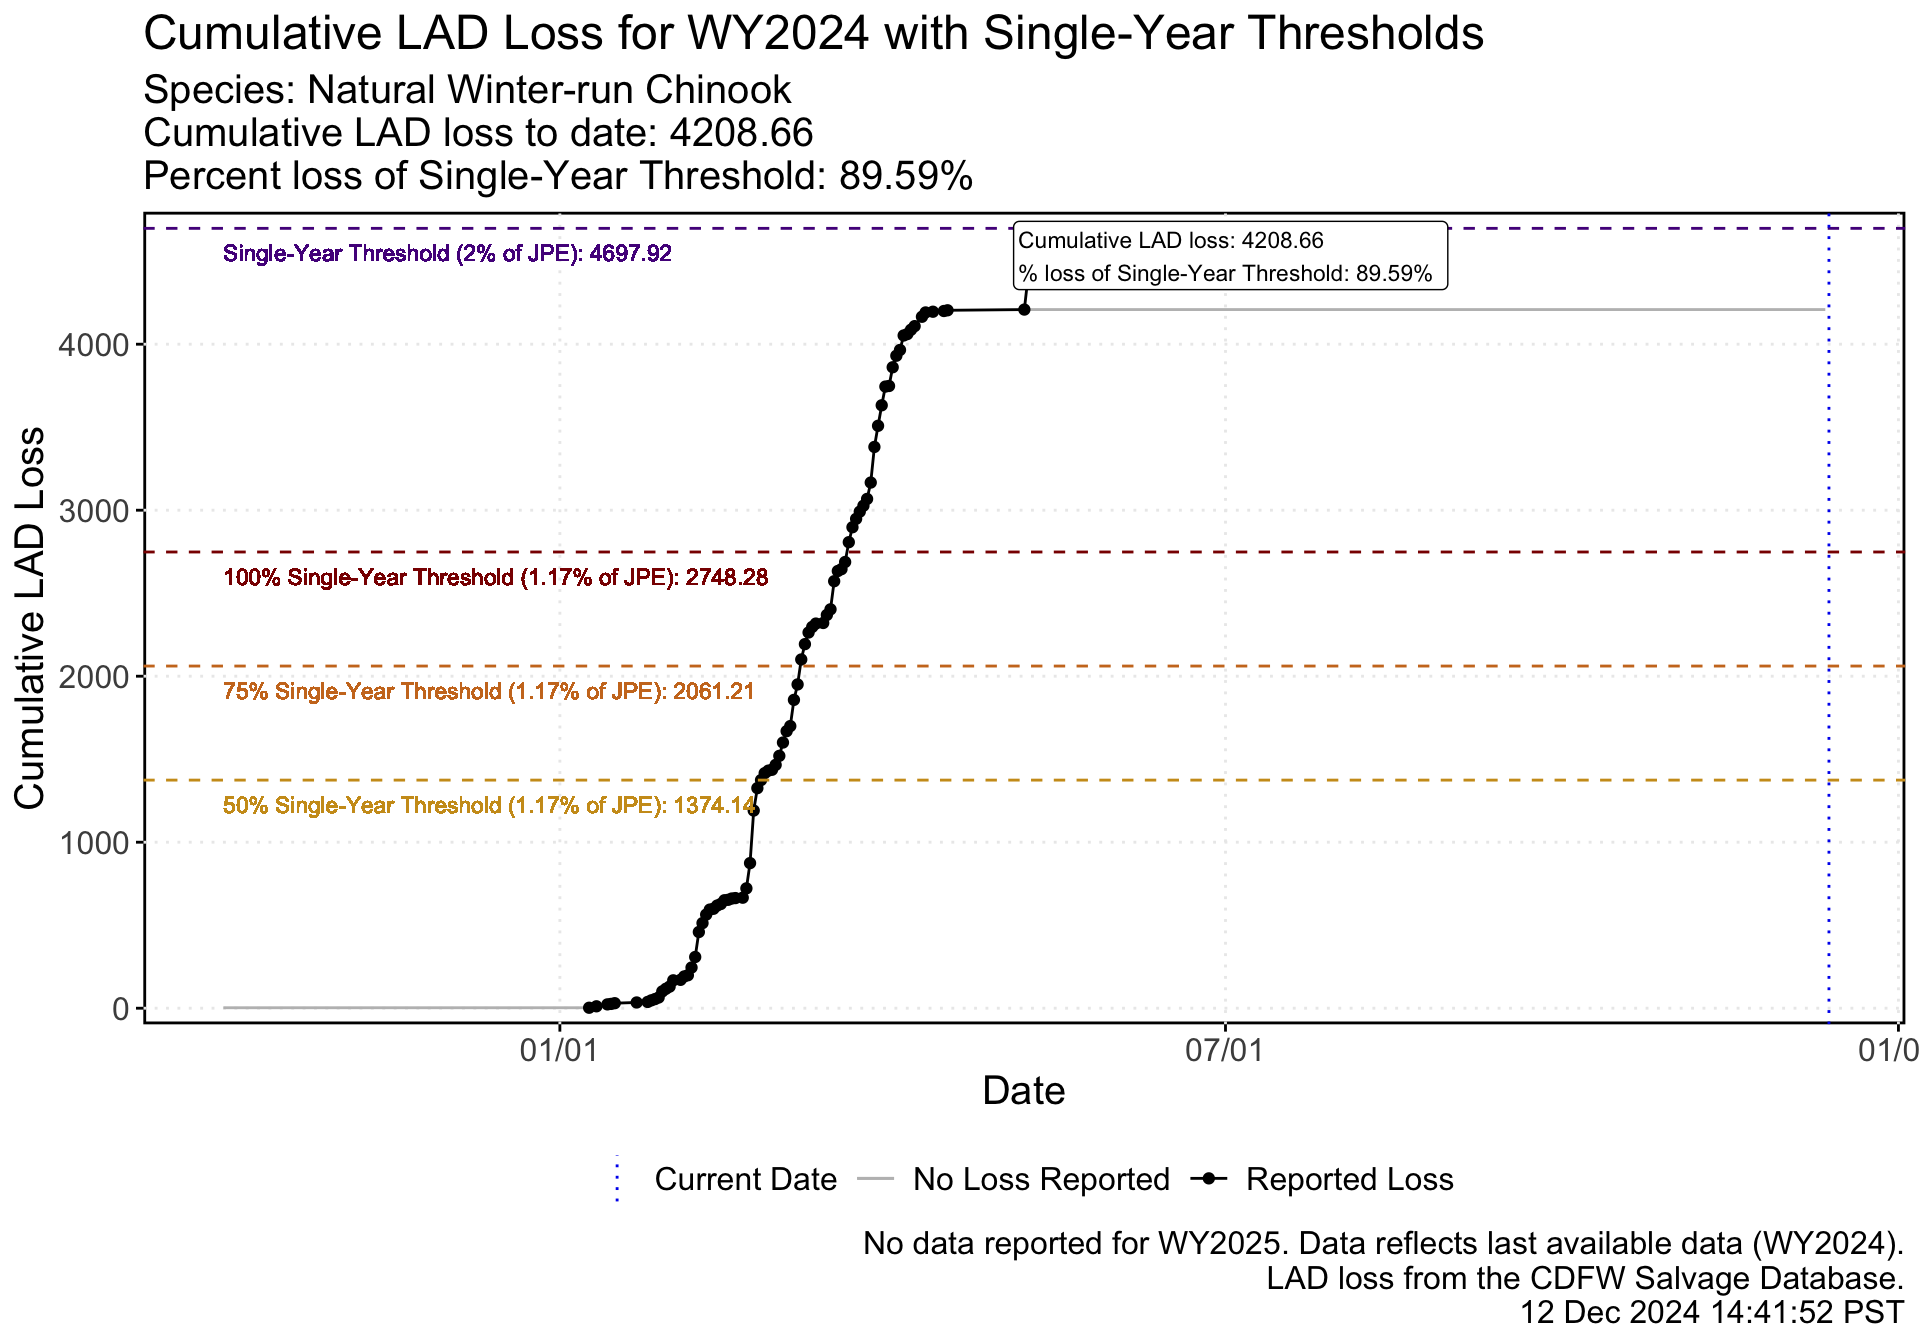 Cumulative LAD Loss for WY2024 with Single-Year Thresholds
Species: Natural Winter-run Chinook
Cumulative LAD loss to date: 4208.66
Percent loss of Single-Year Threshold: 89.59%
Single-Year Threshold (2% of JPE): 4697.92
Cumulative LAD loss: 4208.66
% loss of Single-Year Threshold: 89.59%
4000
3000
100% Single-Year Threshold (1.17% of JPE): 2748.28
2000
75% Single-Year Threshold (1.17% of JPE): 2061.21
50% Single-Year Threshold (1.17% of JPE): 1374.14
1000
0
Cumulative LAD Loss
01/01
07/01
01/0
Date
Current Date
No Loss Reported
Reported Loss
No data reported for WY2025. Data reflects last available data (WY2024).
LAD loss from the CDFW Salvage Database.
12 Dec 2024 14:41:52 PST